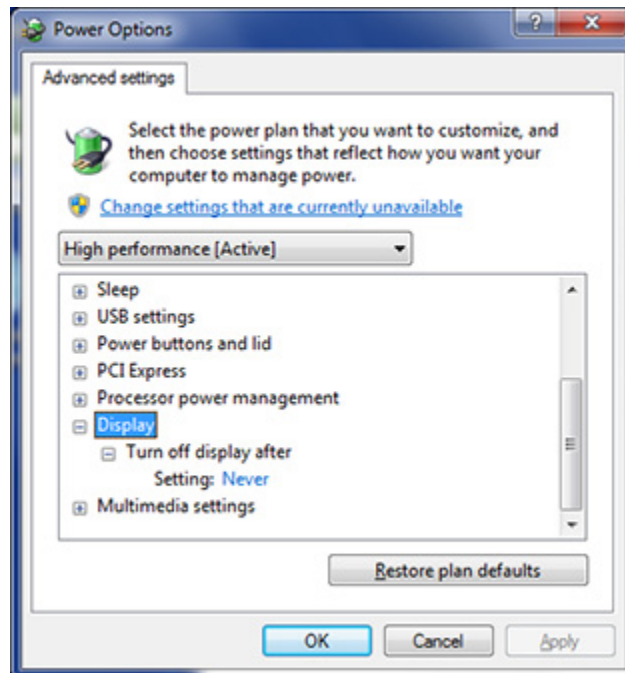 Power Options
Advanced settings
Select the power plan that you want to customize, and
then choose settings that reflect how you want your
computer to manage power.
Change settings that are currently unavailable
High performance [Active]
Sleep
USB settings
Power buttons and lid
PCI Express
Processor power management
Display
Turn off display after
Setting: Never
Multimedia settings
Restore plan defaults
OK Cancel Apply